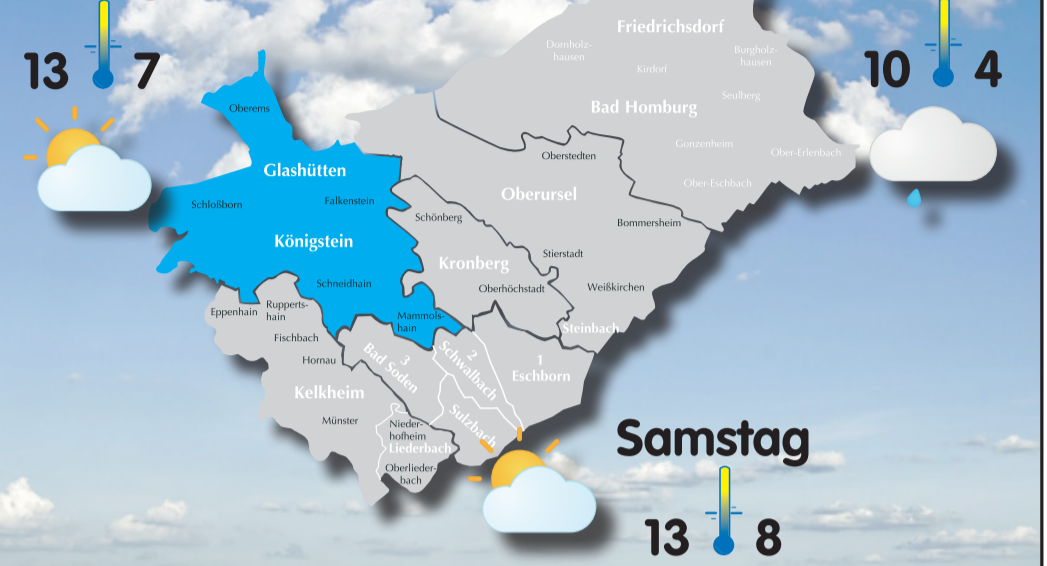 13 7
10 4
Friedrichsdorf
Dornholz-
hausen
Burgholz-
hausen
Kirdorf
Seulberg
Bad Homburg
Gonzenheim
Ober-Erlenbach
Ober-Eschbach
Oberems
Glashütten
Schloßborn
Falkenstein
Königstein
Schneidhain
Mammols-
hain
Oberstedten
Oberursel
Bommersheim
Stierstadt
Weißkirchen
Schönberg
Kronberg
Oberhöchstadt
Steinbach
Eppenhain
Rupperts-
hain
Fischbach
Hornau
Kelkheim
Münster
3
Bad Soden
2
Schwalbach
1
Eschborn
Sulzbach
Nieder-
hofheim
Liederbach
Oberlieder-
bach
Samstag
13 8